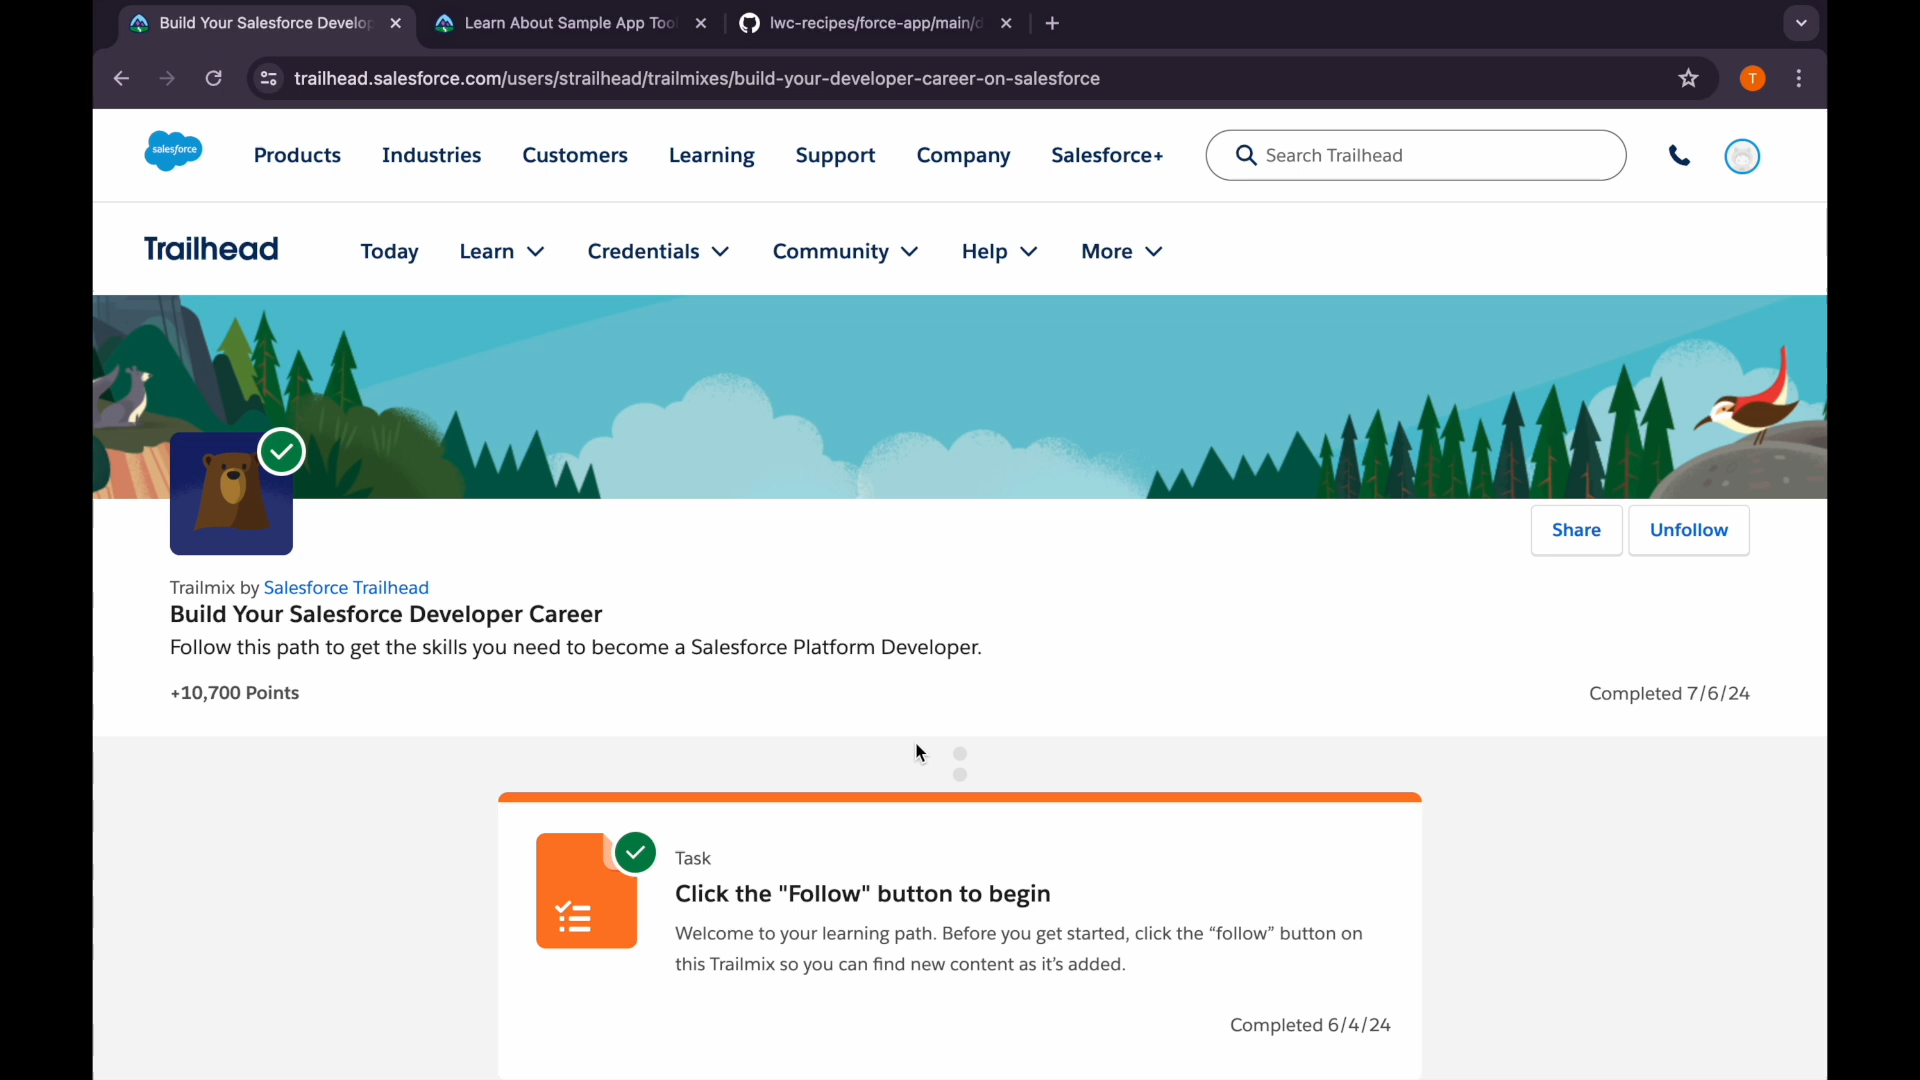 Build Your Salesforce Develop
Learn About Sample App Tool
lwc-recipes/force-app/main/d
trailhead.salesforce.com/users/strailhead/trailmixes/build-your-developer-career-on-salesforce
T
salesforce
Products
Industries
Customers
Learning
Support
Company
Salesforce+
Search Trailhead
Trailhead
Today
Learn
Credentials
Community
Help
More
Share
Unfollow
Trailmix by Salesforce Trailhead
Build Your Salesforce Developer Career
Follow this path to get the skills you need to become a Salesforce Platform Developer.
+10,700 Points
Completed 7/6/24
Task
Click the "Follow" button to begin
Welcome to your learning path. Before you get started, click the “follow” button on
this Trailmix so you can find new content as it’s added.
Completed 6/4/24